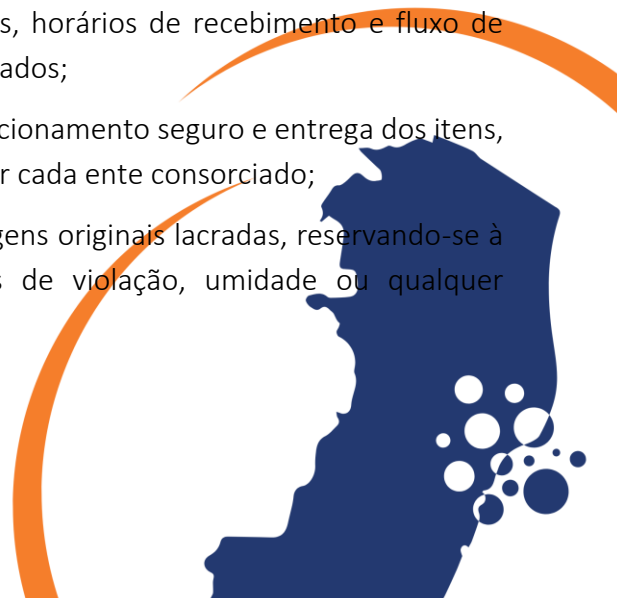 s, horários de recebimento e fluxo de
ados;
cionamento seguro e entrega dos itens,
r cada ente consorciado;
gens originais lacradas, reservando-se à
s de violação, umidade ou qualquer